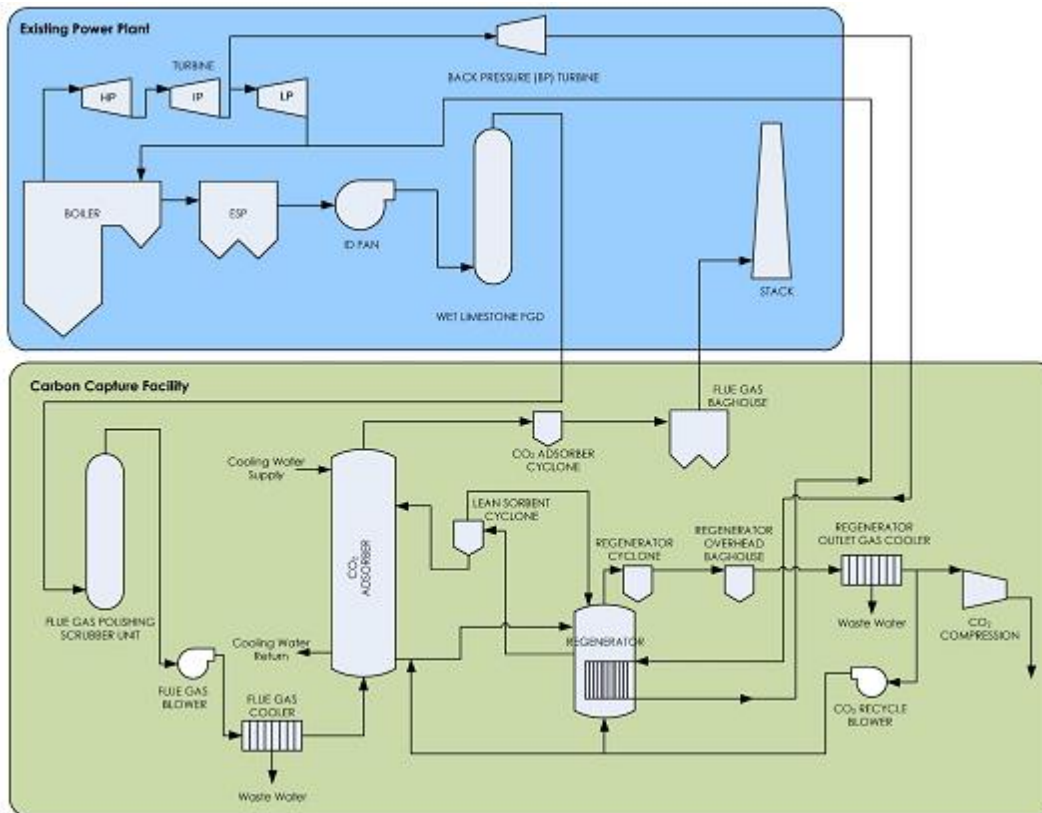 Existing Power Plant
TURBINE
HP
IP
LP
BACK PRESSURE (BP) TURBINE
BOILER
ESP
ID FAN
WET LIMESTONE FGD
STACK
Carbon Capture Facility
FLUE GAS
BAGHOUSE
CO₂ ADSORBER
CYCLONE
Cooling Water
Supply
LEAN SORBENT
CYCLONE
CO₂
ADSORBER
REGENERATOR
CYCLONE
REGENERATOR
OVERHEAD
BAGHOUSE
REGENERATOR
OUTLET GAS COOLER
FLUE GAS POLISHING
SCRUBBER UNIT
Cooling Water
Return
REGENERATOR
Waste Water
CO₂
COMPRESSION
FLUE GAS
BLOWER
FLUE GAS
COOLER
CO₂ RECYCLE
BLOWER
Waste Water